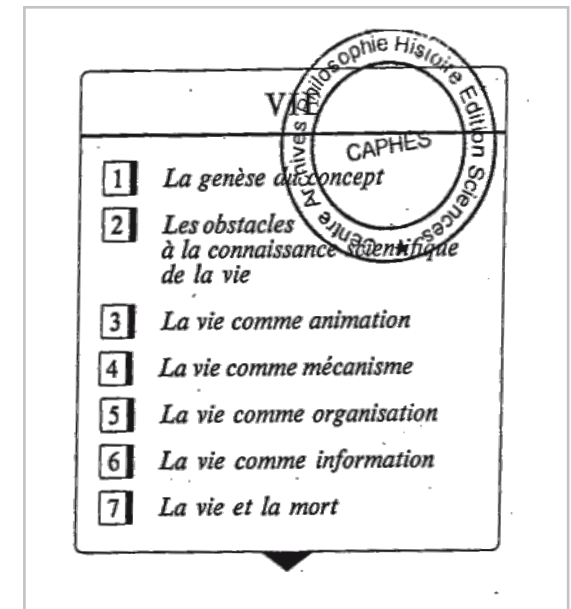 VIE
Centre Archives Philosophie Histoire Edition Sciences
CAPHES
1 La genèse du concept
2 Les obstacles
à la connaissance scientifique
de la vie
3 La vie comme animation
4 La vie comme mécanisme
5 La vie comme organisation
6 La vie comme information
7 La vie et la mort